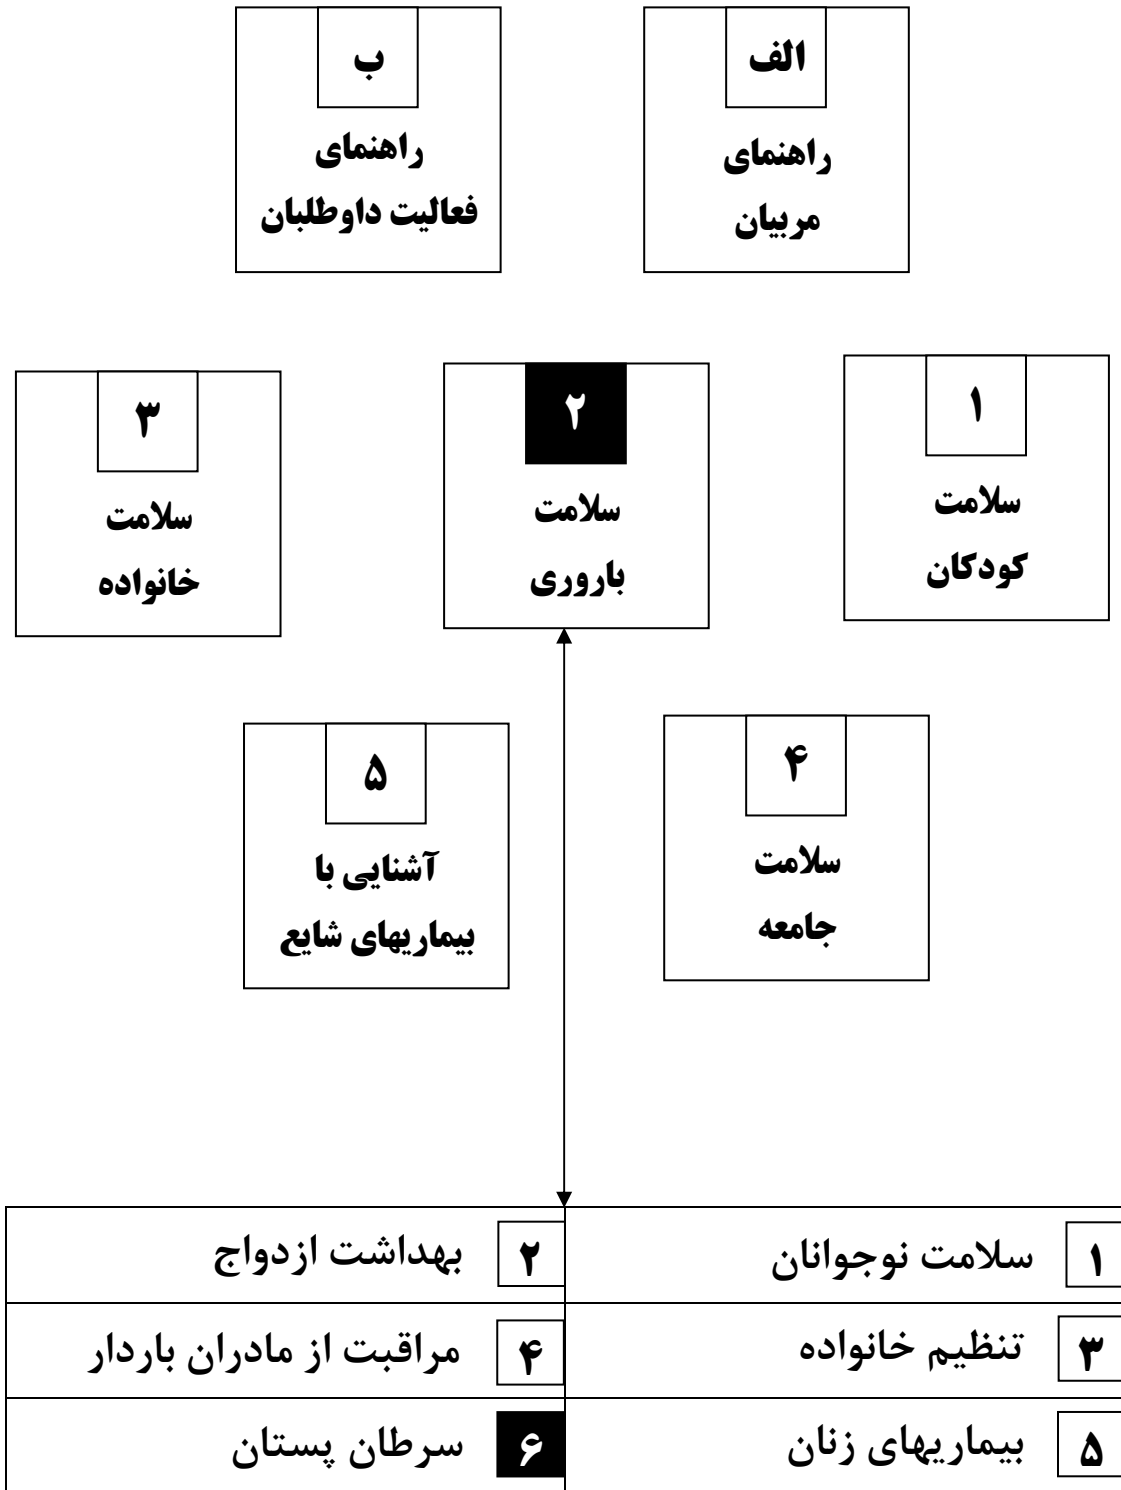 الف
راهنمای
مربیان
ب
راهنمای
فعالیت داوطلبان
۱
سلامت
کودکان
۲
سلامت
باروری
۳
سلامت
خانواده
۴
سلامت
جامعه
۵
آشنایی با
بیماریهای شایع
۱ سلامت نوجوانان
۲ بهداشت ازدواج
۳ تنظیم خانواده
۴ مراقبت از مادران باردار
۵ بیماریهای زنان
۶ سرطان پستان